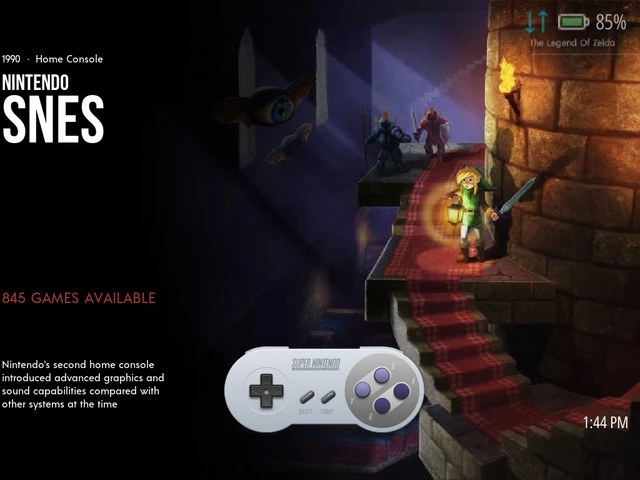 85%
The Legend Of Zelda
1990 · Home Console
NINTENDO
SNES
845 GAMES AVAILABLE
Nintendo's second home console
introduced advanced graphics and
sound capabilities compared with
other systems at the time
SUPER NINTENDO
SELECT START
1:44 PM